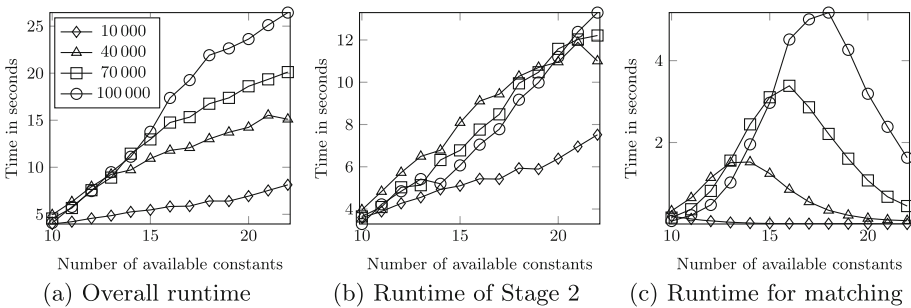 25
20
15
10
5
10
15
20
Time in seconds
Number of available constants
10 000
40 000
70 000
100 000
(a) Overall runtime
12
10
8
6
4
10
15
20
Time in seconds
Number of available constants
(b) Runtime of Stage 2
4
2
10
15
20
Time in seconds
Number of available constants
(c) Runtime for matching